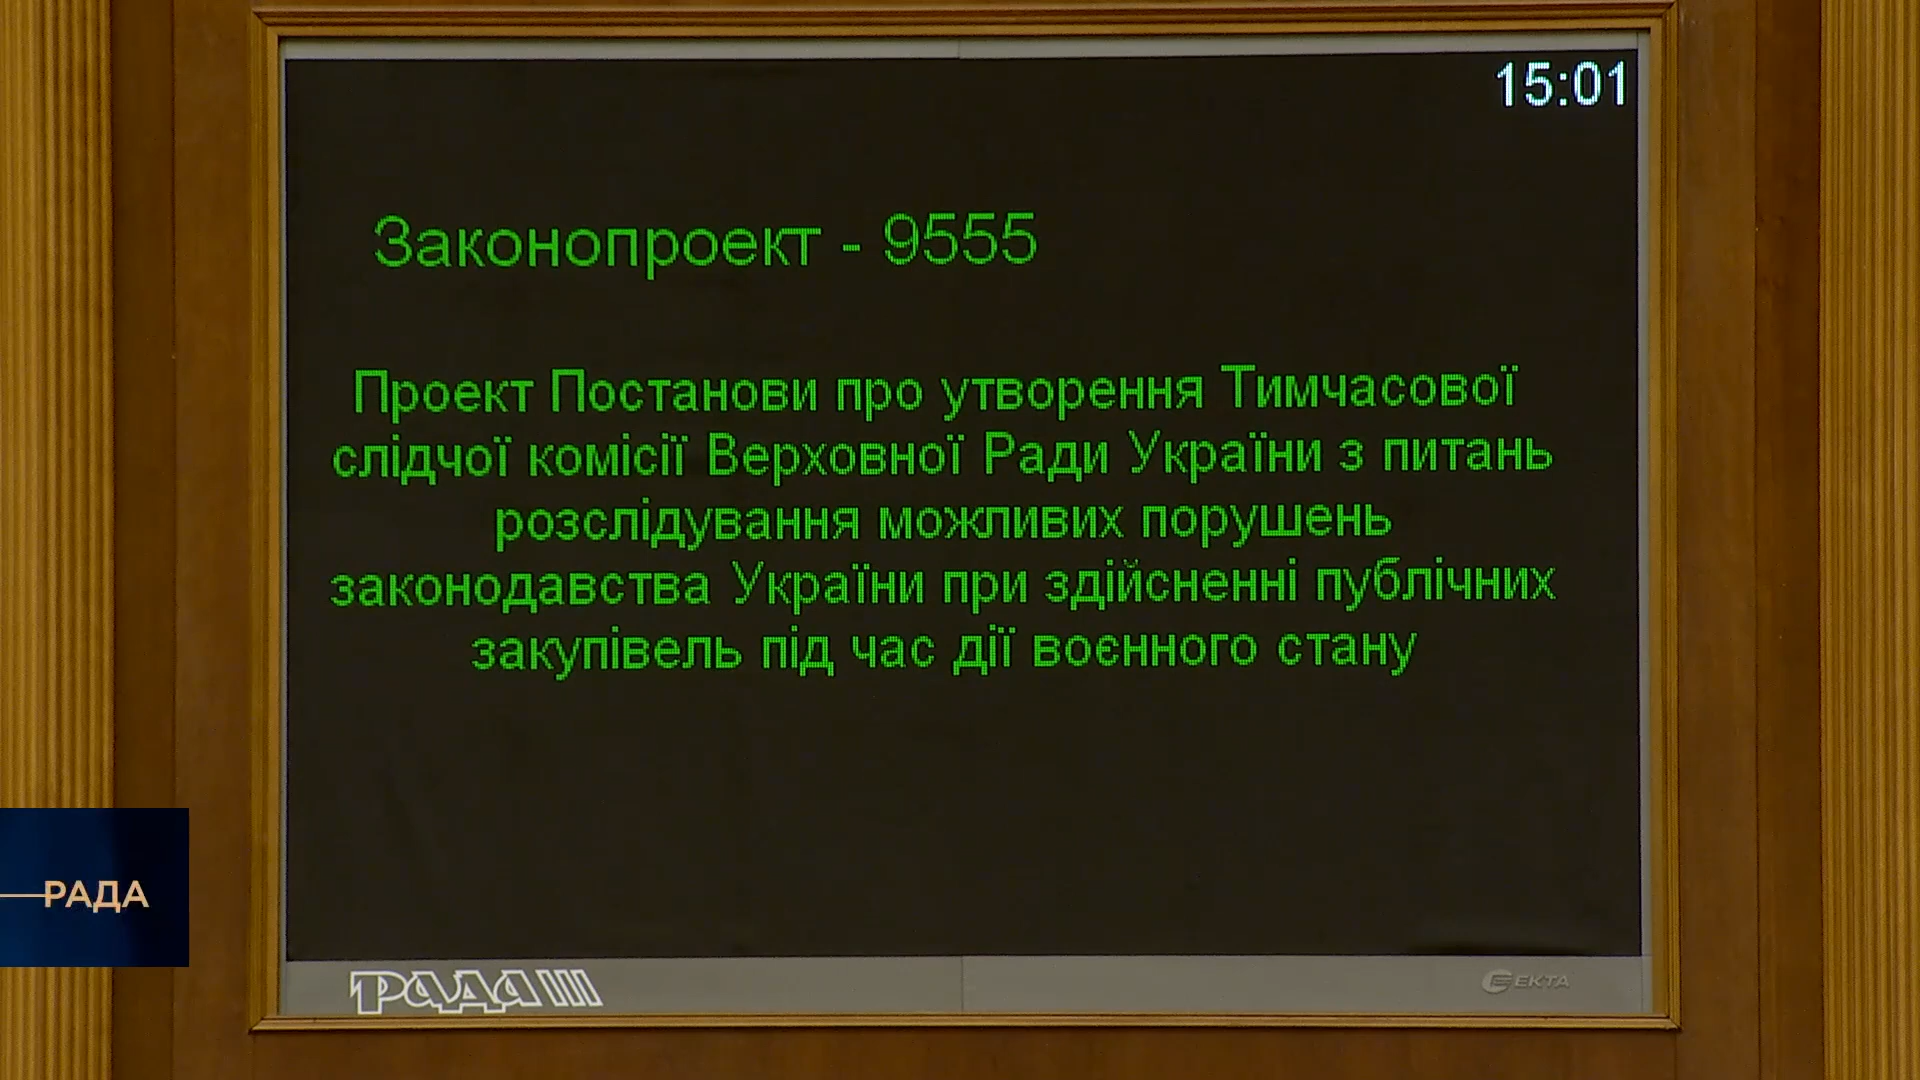 15:01
Законопроект - 9555
Проект Постанови про утворення Тимчасової
слідчої комісії Верховної Ради України з питань
розслідування можливих порушень
законодавства України при здійсненні публічних
закупівель під час дії воєнного стану
РАДА
РАДА III
ЕКТА